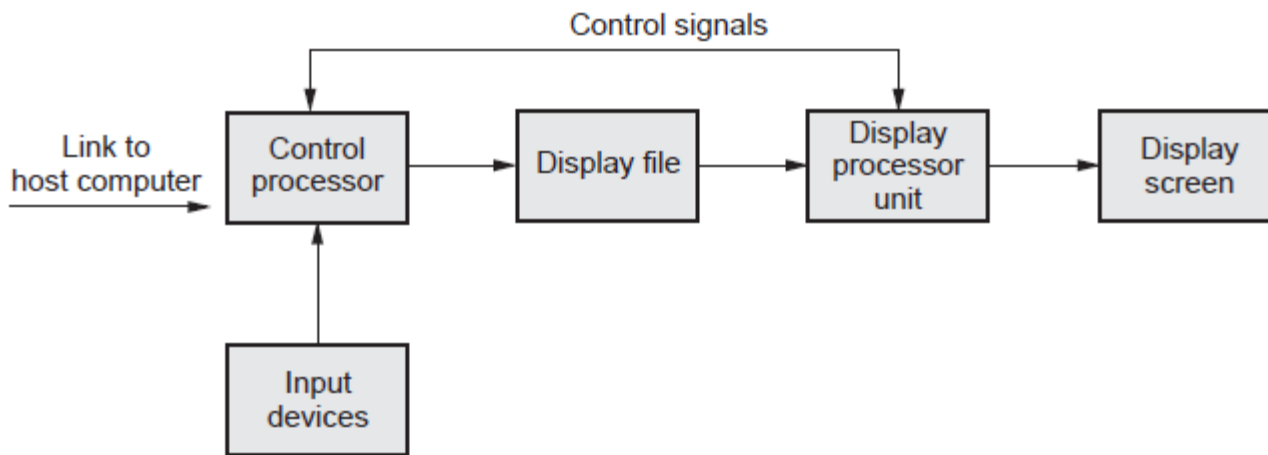 Control signals
Link to
host computer
Control
processor
Display file
Display
processor
unit
Display
screen
Input
devices